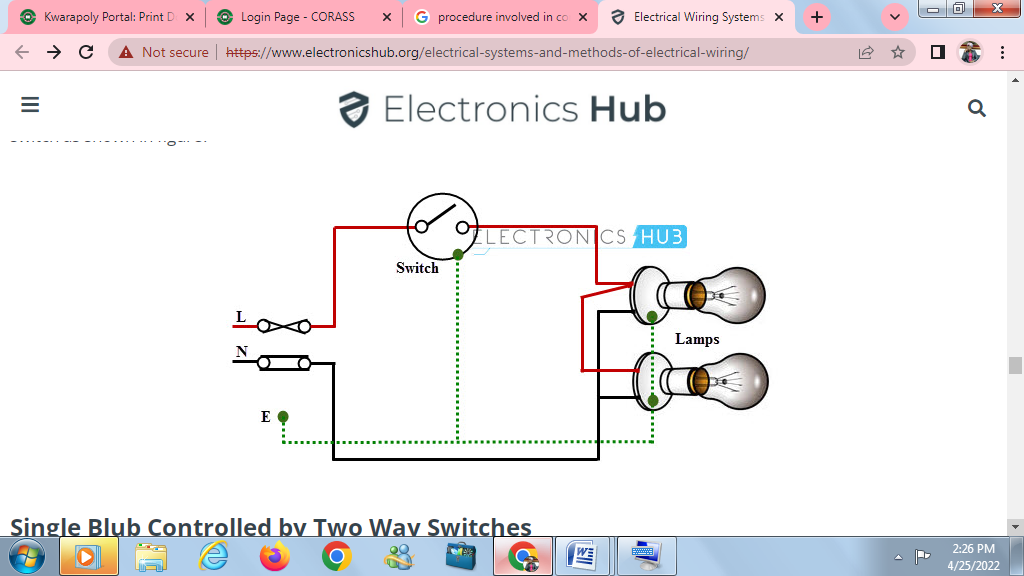 Kwarapoly Portal: Print D
Login Page - CORASS
procedure involved in co
Electrical Wiring Systems
Not secure
https://www.electronicshub.org/electrical-systems-and-methods-of-electrical-wiring/
Electronics Hub
ELECTRONICS HUB
Switch
L
N
Lamps
E
Single Blub Controlled by Two Way Switches
2:26 PM
4/25/2022